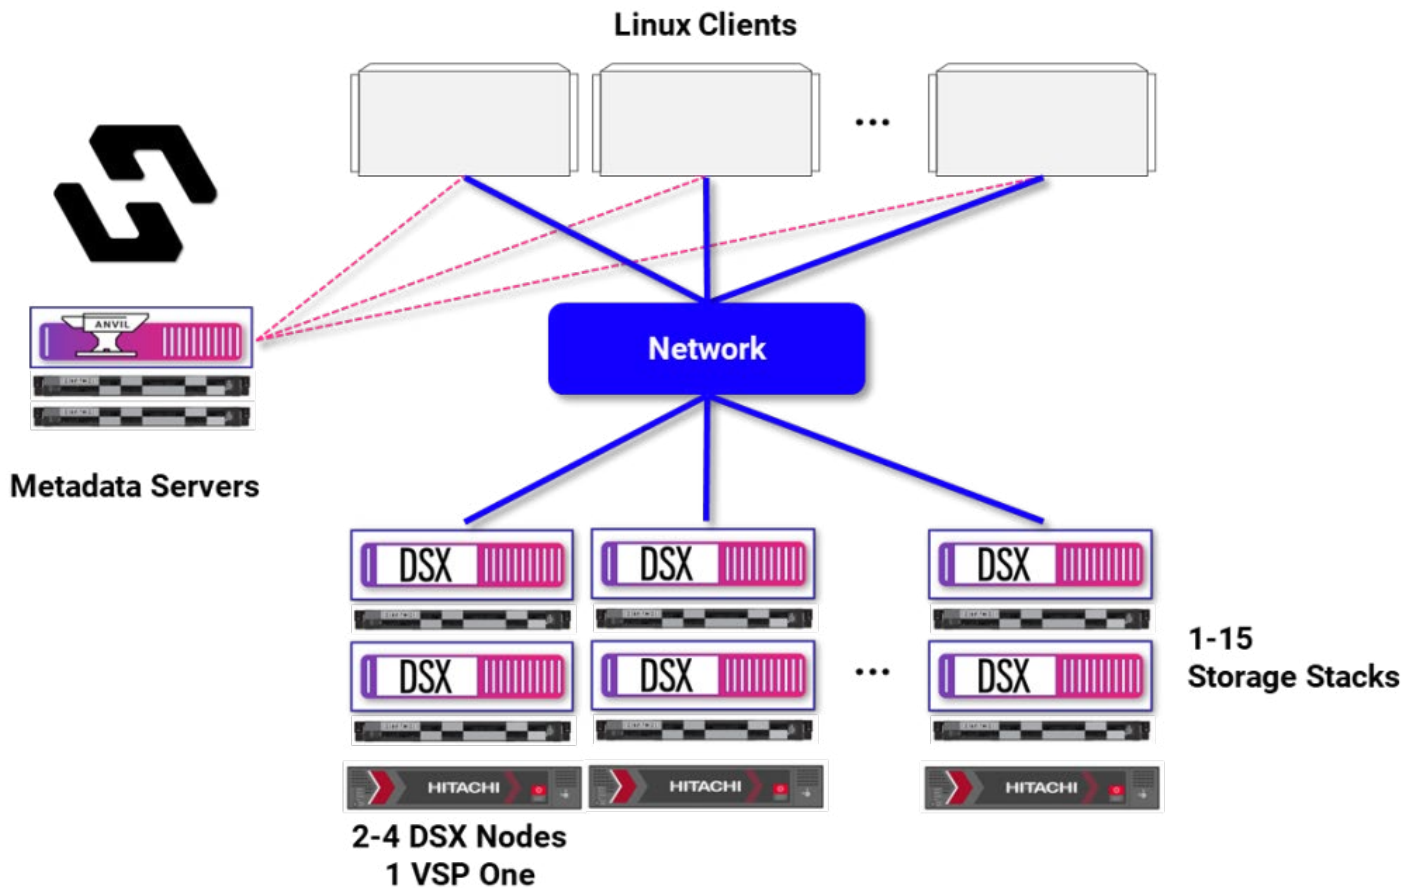 Linux Clients
...
ANVIL
Network
Metadata Servers
DSX
DSX
DSX
DSX
DSX
...
DSX
1-15
Storage Stacks
HITACHI
HITACHI
HITACHI
2-4 DSX Nodes
1 VSP One